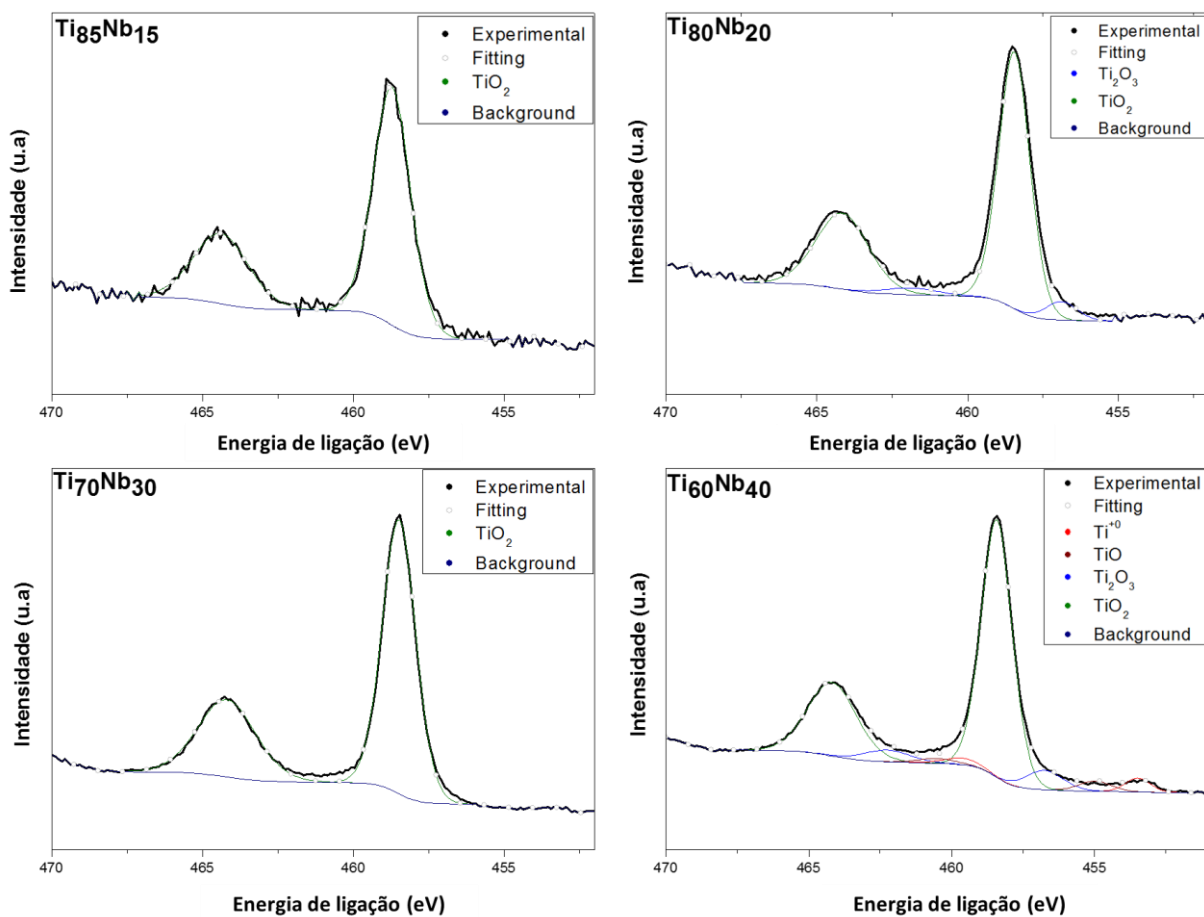 Ti85Nb15
Experimental
Fitting
TiO2
Background
Intensidade (u.a)
470 465 460 455
Energia de ligação (eV)
Ti80Nb20
Experimental
Fitting
Ti2O3
TiO2
Background
Intensidade (u.a)
470 465 460 455
Energia de ligação (eV)
Ti70Nb30
Experimental
Fitting
TiO2
Background
Intensidade (u.a)
470 465 460 455
Energia de ligação (eV)
Ti60Nb40
Experimental
Fitting
Ti+0
TiO
Ti2O3
TiO2
Background
Intensidade (u.a)
470 465 460 455
Energia de ligação (eV)